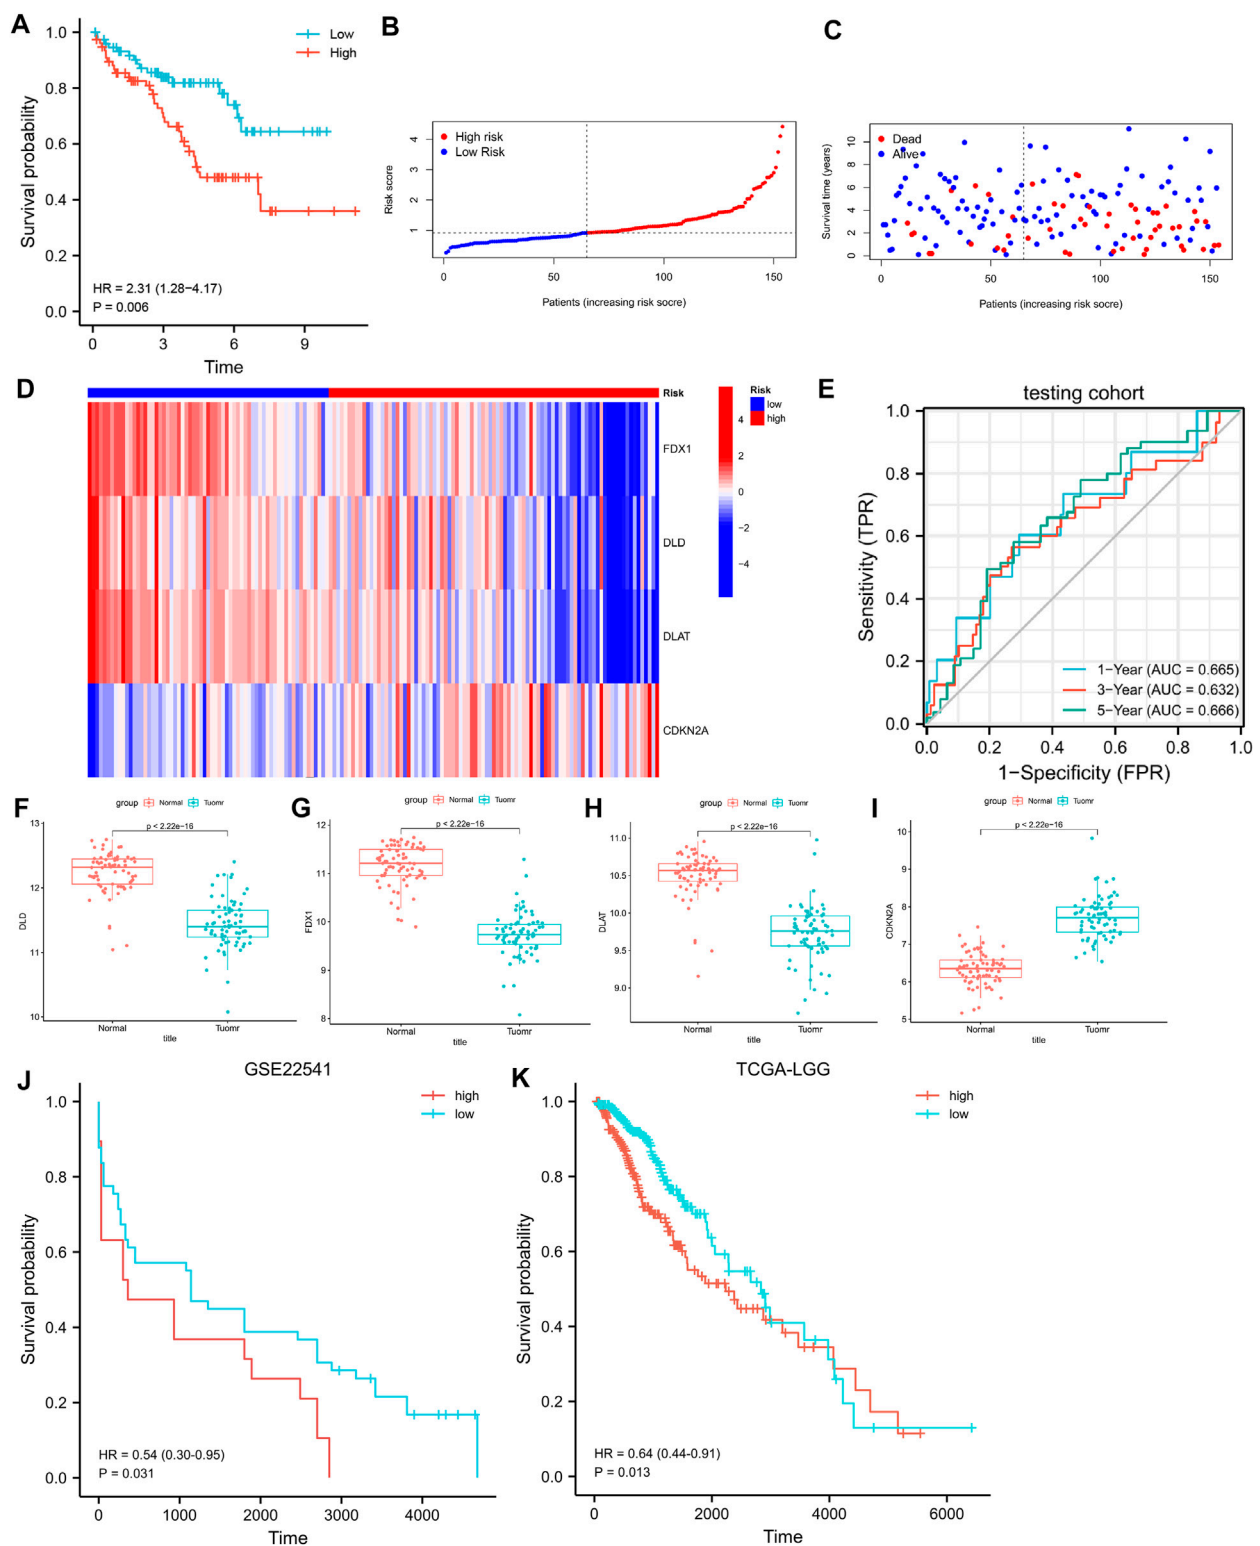 A
1.0
0.8
0.6
0.4
0.2
0.0
Survival probability
Low
High
HR = 2.31 (1.28−4.17)
P = 0.006
0 3 6 9
Time
B
High risk
Low Risk
4
3
2
1
Risk score
0 50 100 150
Patients (increasing risk socre)
C
Dead
Alive
10
8
6
4
2
0
Survival time (years)
0 50 100 150
Patients (increasing risk socre)
D
Risk
FDX1
DLD
DLAT
CDKN2A
4
2
0
−2
−4
Risk
low
high
E
testing cohort
1.0
0.8
0.6
0.4
0.2
0.0
Sensitivity (TPR)
1−Year (AUC = 0.665)
3−Year (AUC = 0.632)
5−Year (AUC = 0.666)
0.0 0.2 0.4 0.6 0.8 1.0
1−Specificity (FPR)
F
group Normal Tuomr
p < 2.22e−16
13
12
11
10
DLD
Normal Tuomr
title
G
group Normal Tuomr
p < 2.22e−16
12
11
10
9
8
FDX1
Normal Tuomr
title
H
group Normal Tuomr
p < 2.22e−16
11.0
10.5
10.0
9.5
9.0
DLAT
Normal Tuomr
title
I
group Normal Tuomr
p < 2.22e−16
10
9
8
7
6
5
CDKN2A
Normal Tuomr
title
J
GSE22541
high
low
1.0
0.8
0.6
0.4
0.2
0.0
Survival probability
HR = 0.54 (0.30-0.95)
P = 0.031
0 1000 2000 3000 4000
Time
K
TCGA-LGG
high
low
1.0
0.8
0.6
0.4
0.2
0.0
Survival probability
HR = 0.64 (0.44-0.91)
P = 0.013
0 2000 4000 6000
Time